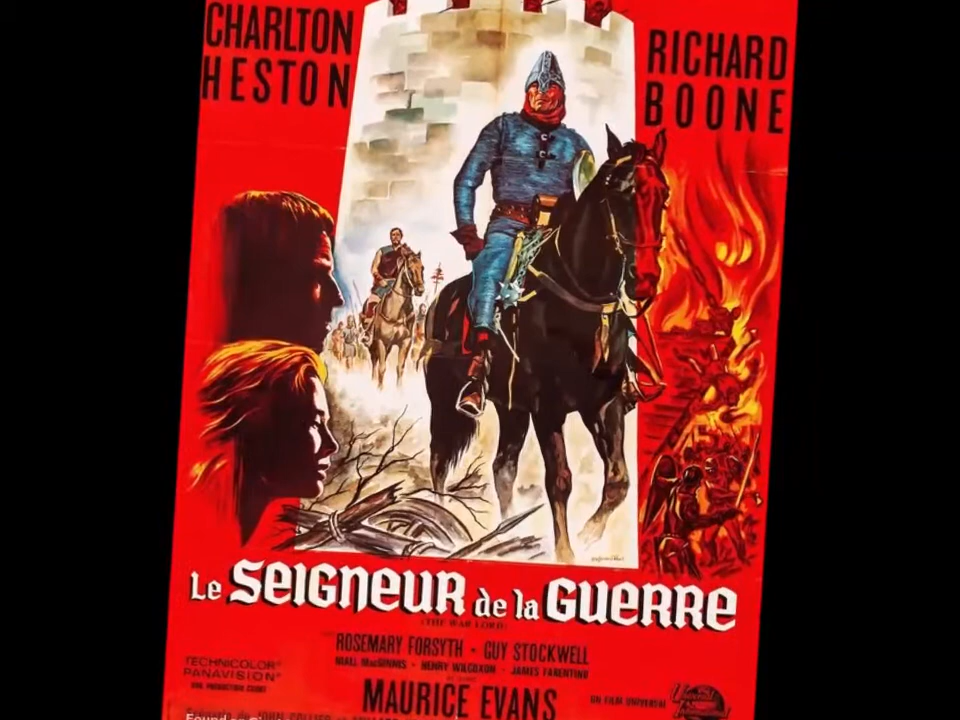 CHARLTON
HESTON
RICHARD
BOONE
Le SEIGNEUR de la GUERRE
(THE WAR LORD)
ROSEMARY FORSYTH - GUY STOCKWELL
NIALL MacGINNIS - HENRY WILCOXON - JAMES FARENTINO
TECHNICOLOR®
PANAVISION®
MAURICE EVANS
UN FILM UNIVERSAL